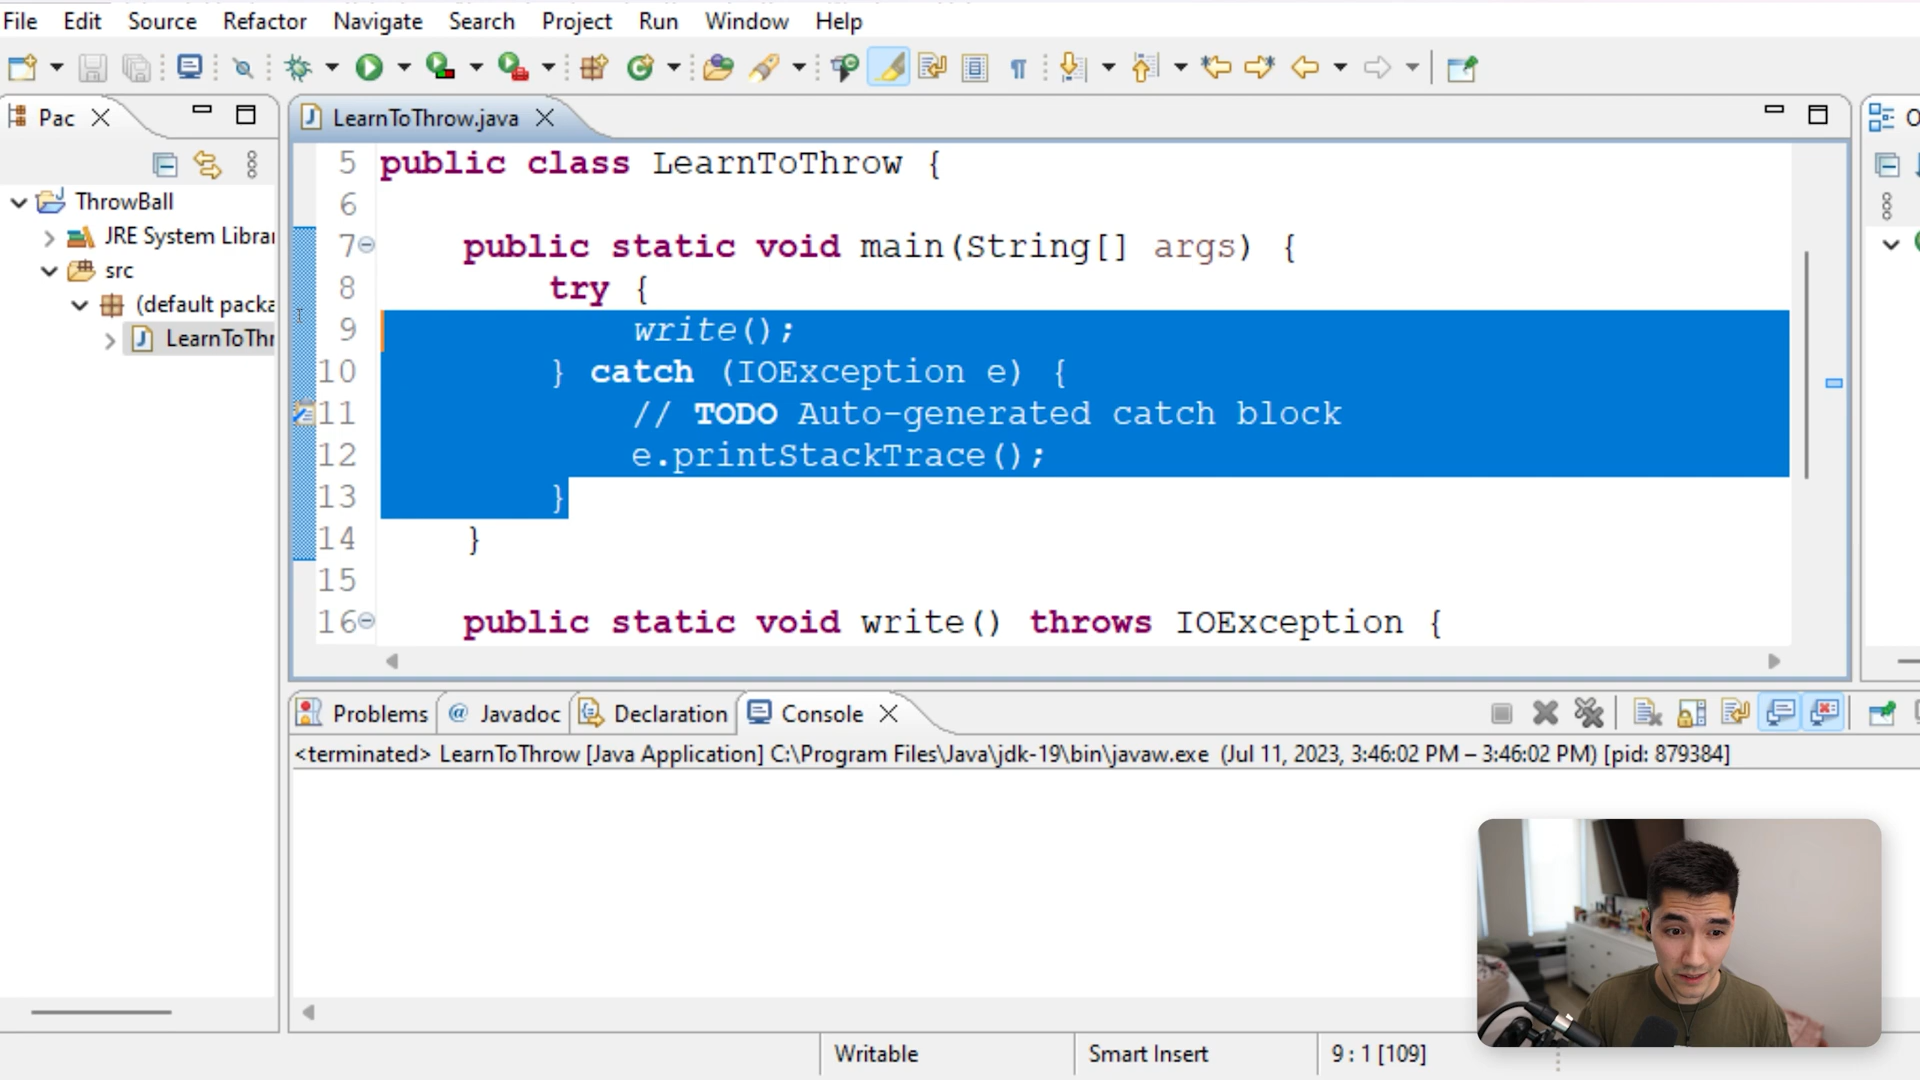 File Edit Source Refactor Navigate Search Project Run Window Help
Pac
LearnToThrow.java
ThrowBall
JRE System Librar
src
(default packa
LearnToThr
5 public class LearnToThrow {
6
7 public static void main(String[] args) {
8 try {
9 write();
10 } catch (IOException e) {
11 // TODO Auto-generated catch block
12 e.printStackTrace();
13 }
14 }
15
16 public static void write() throws IOException {
Problems @ Javadoc Declaration Console
<terminated> LearnToThrow [Java Application] C:\Program Files\Java\jdk-19\bin\javaw.exe (Jul 11, 2023, 3:46:02 PM – 3:46:02 PM) [pid: 879384]
Writable Smart Insert 9 : 1 [109]